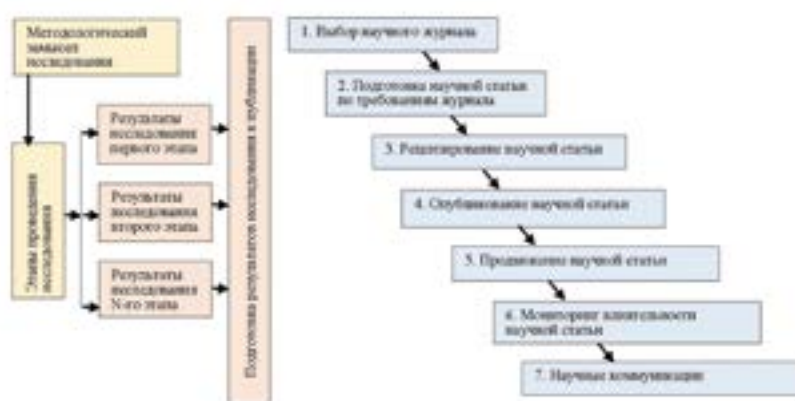 Методологический
замысел
исследования
Этапы проведения
исследования
Результаты
исследования
первого этапа
Результаты
исследования
второго этапа
Результаты
исследования
N-го этапа
Подготовка результатов исследования к публикации
1. Выбор научного журнала
2. Подготовка научной статьи
по требованиям журнала
3. Рецензирование научной статьи
4. Опубликование научной статьи
5. Продвижение научной статьи
6. Мониторинг влиятельности
научной статьи
7. Научные коммуникации